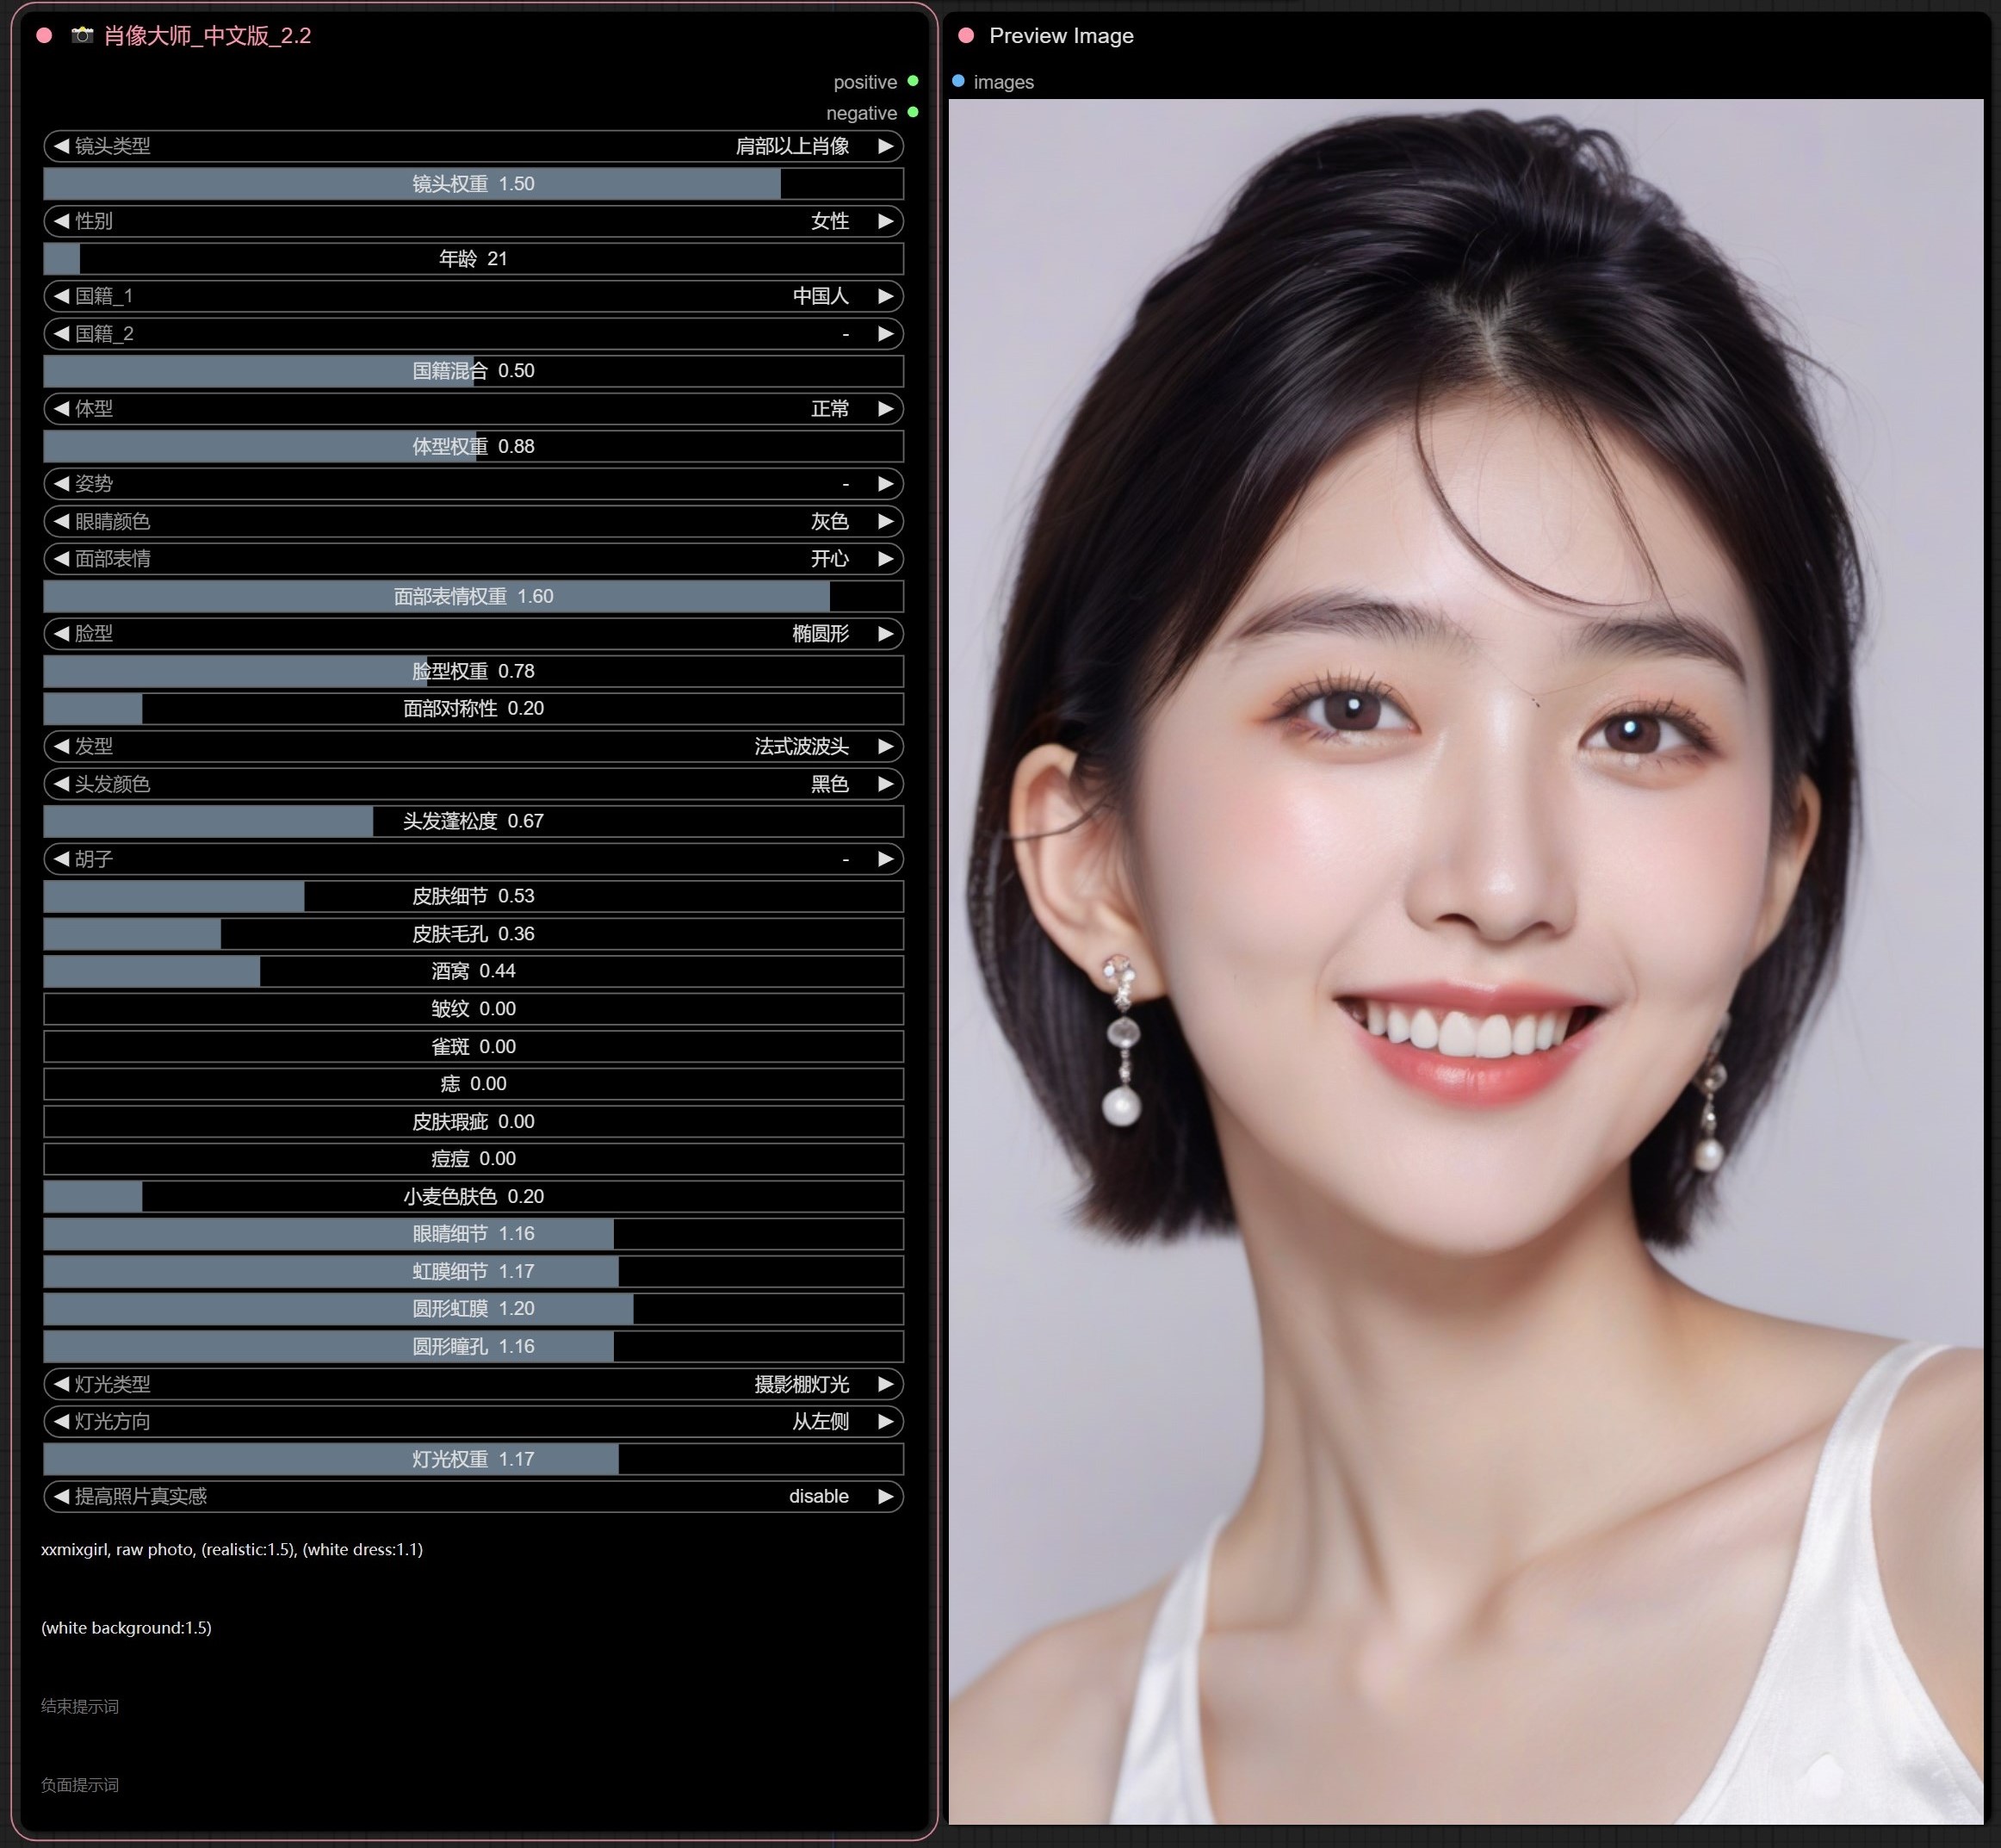 肖像大师_中文版_2.2
positive
negative
镜头类型 肩部以上肖像
镜头权重 1.50
性别 女性
年龄 21
国籍_1 中国人
国籍_2 -
国籍混合 0.50
体型 正常
体型权重 0.88
姿势 -
眼睛颜色 灰色
面部表情 开心
面部表情权重 1.60
脸型 椭圆形
脸型权重 0.78
面部对称性 0.20
发型 法式波波头
头发颜色 黑色
头发蓬松度 0.67
胡子 -
皮肤细节 0.53
皮肤毛孔 0.36
酒窝 0.44
皱纹 0.00
雀斑 0.00
痣 0.00
皮肤瑕疵 0.00
痘痘 0.00
小麦色肤色 0.20
眼睛细节 1.16
虹膜细节 1.17
圆形虹膜 1.20
圆形瞳孔 1.16
灯光类型 摄影棚灯光
灯光方向 从左侧
灯光权重 1.17
提高照片真实感 disable
xxmixgirl, raw photo, (realistic:1.5), (white dress:1.1)
(white background:1.5)
结束提示词
负面提示词
Preview Image
images